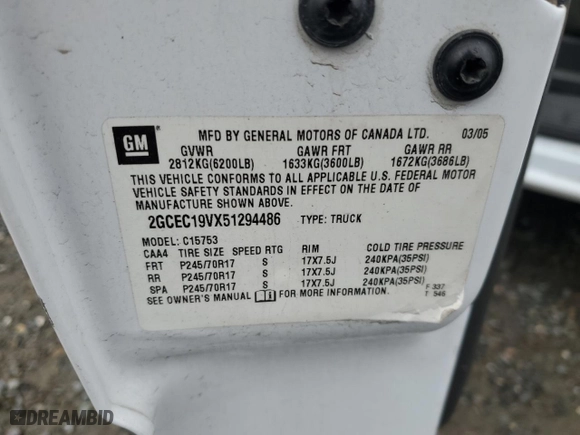 GM
MFD BY GENERAL MOTORS OF CANADA LTD. 03/05
GVWR GAWR FRT GAWR RR
2812KG(6200LB) 1633KG(3600LB) 1672KG(3686LB)
THIS VEHICLE CONFORMS TO ALL APPLICABLE U.S. FEDERAL MOTOR
VEHICLE SAFETY STANDARDS IN EFFECT ON THE DATE OF
MANUFACTURE SHOWN ABOVE.
2GCEC19VX51294486 TYPE: TRUCK
MODEL: C15753
CAA4 TIRE SIZE SPEED RTG RIM COLD TIRE PRESSURE
FRT P245/70R17 S 17X7.5J 240KPA(35PSI)
RR P245/70R17 S 17X7.5J 240KPA(35PSI)
SPA P245/70R17 S 17X7.5J 240KPA(35PSI)
SEE OWNER'S MANUAL FOR MORE INFORMATION.
F 337
T 546
DREAMBID